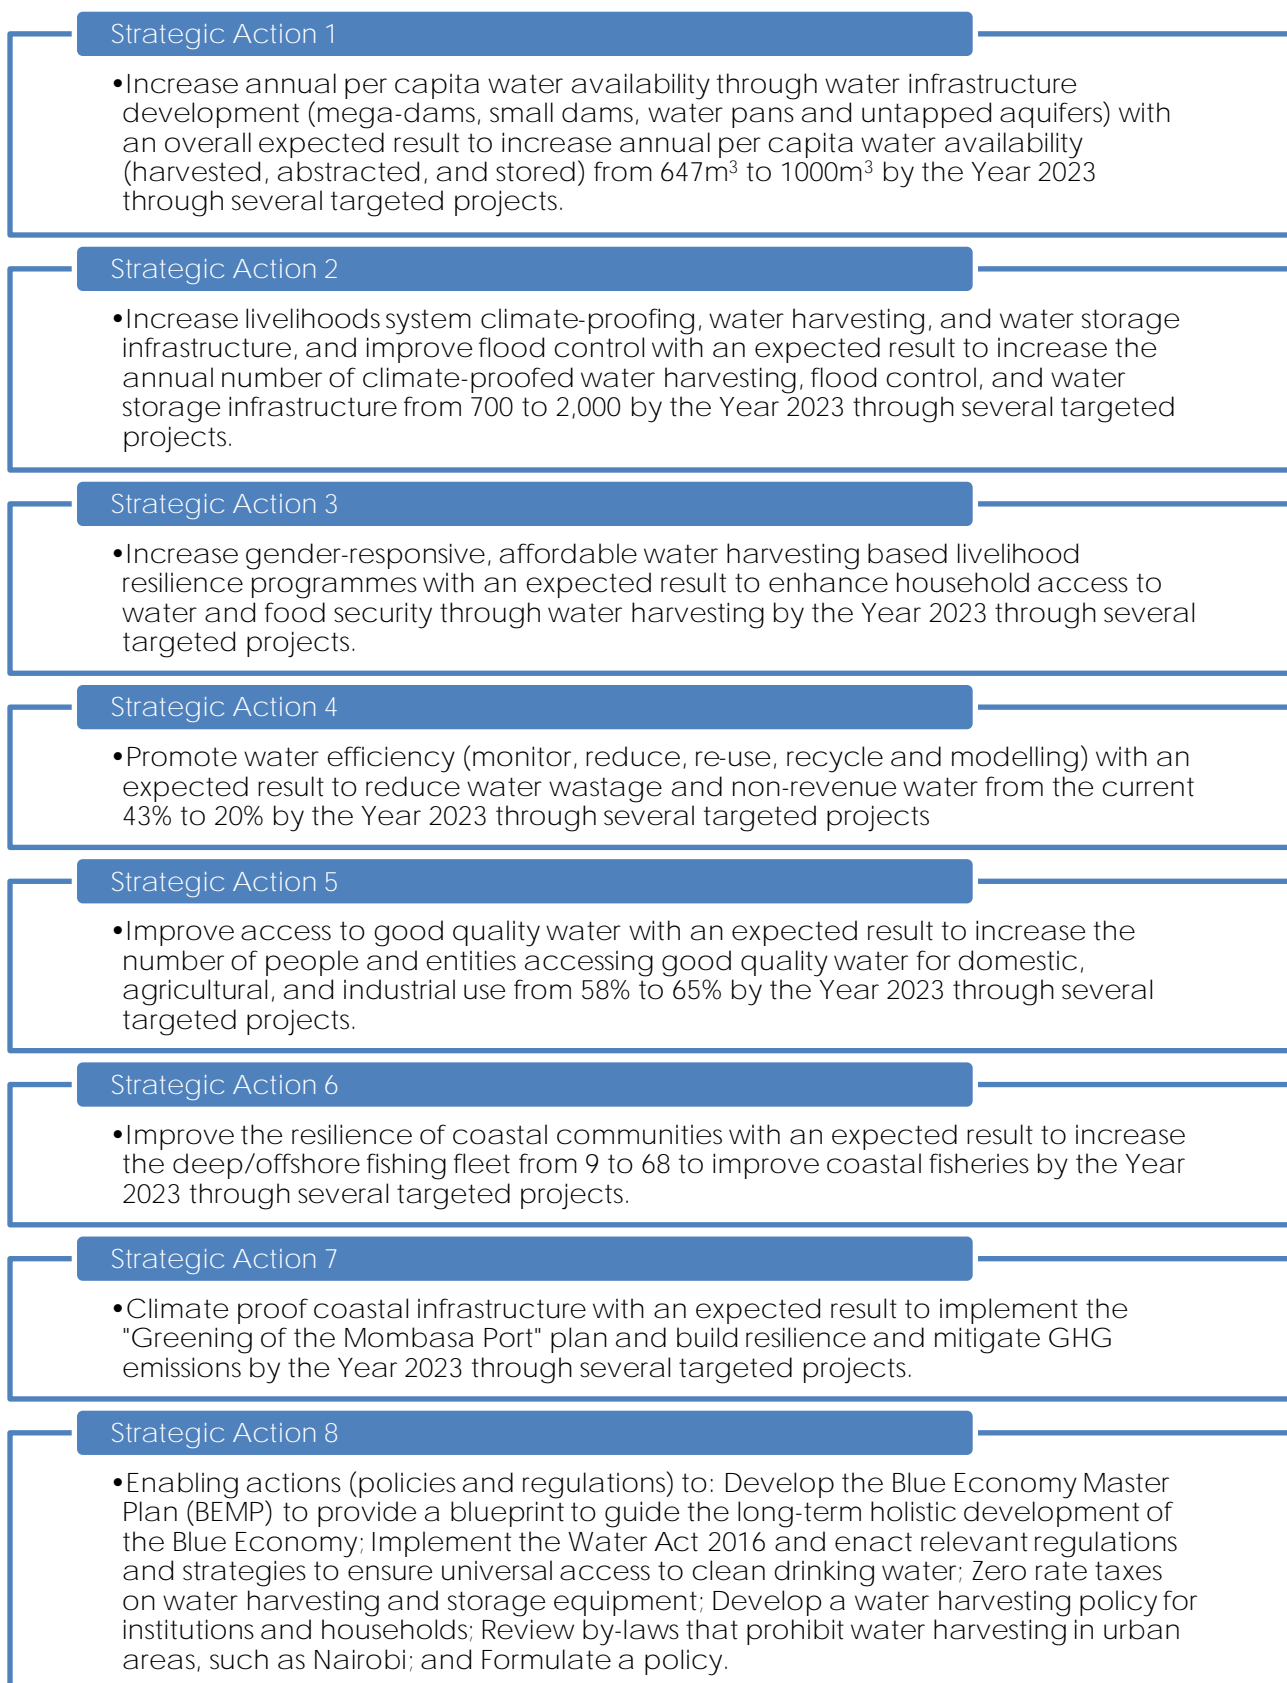 Strategic Action 1
•Increase annual per capita water availability through water infrastructure
development (mega-dams, small dams, water pans and untapped aquifers) with
an overall expected result to increase annual per capita water availability
(harvested, abstracted, and stored) from 647m³ to 1000m³ by the Year 2023
through several targeted projects.
Strategic Action 2
•Increase livelihoods system climate-proofing, water harvesting, and water storage
infrastructure, and improve flood control with an expected result to increase the
annual number of climate-proofed water harvesting, flood control, and water
storage infrastructure from 700 to 2,000 by the Year 2023 through several targeted
projects.
Strategic Action 3
•Increase gender-responsive, affordable water harvesting based livelihood
resilience programmes with an expected result to enhance household access to
water and food security through water harvesting by the Year 2023 through several
targeted projects.
Strategic Action 4
•Promote water efficiency (monitor, reduce, re-use, recycle and modelling) with an
expected result to reduce water wastage and non-revenue water from the current
43% to 20% by the Year 2023 through several targeted projects
Strategic Action 5
•Improve access to good quality water with an expected result to increase the
number of people and entities accessing good quality water for domestic,
agricultural, and industrial use from 58% to 65% by the Year 2023 through several
targeted projects.
Strategic Action 6
•Improve the resilience of coastal communities with an expected result to increase
the deep/offshore fishing fleet from 9 to 68 to improve coastal fisheries by the Year
2023 through several targeted projects.
Strategic Action 7
•Climate proof coastal infrastructure with an expected result to implement the
"Greening of the Mombasa Port" plan and build resilience and mitigate GHG
emissions by the Year 2023 through several targeted projects.
Strategic Action 8
•Enabling actions (policies and regulations) to: Develop the Blue Economy Master
Plan (BEMP) to provide a blueprint to guide the long-term holistic development of
the Blue Economy; Implement the Water Act 2016 and enact relevant regulations
and strategies to ensure universal access to clean drinking water; Zero rate taxes
on water harvesting and storage equipment; Develop a water harvesting policy for
institutions and households; Review by-laws that prohibit water harvesting in urban
areas, such as Nairobi; and Formulate a policy.